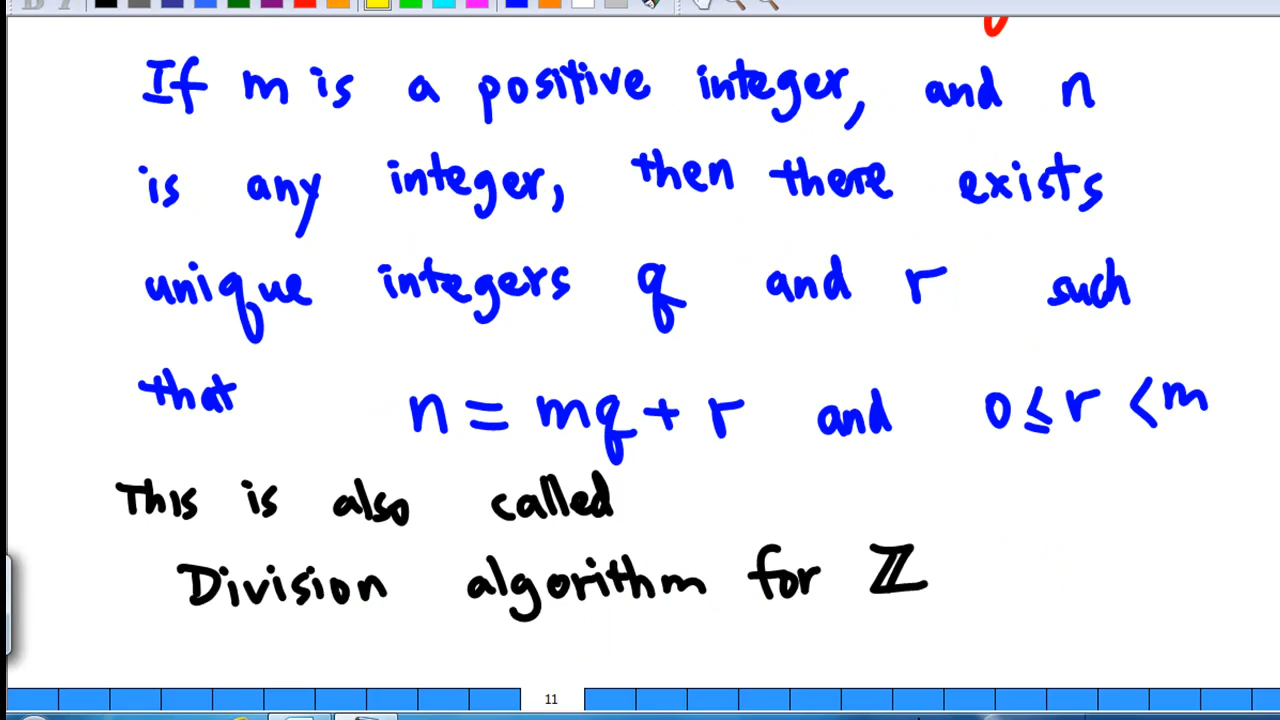 If m is a positive integer, and n
is any integer, then there exists
unique integers q and r such
that n = mq + r and 0 ≤ r < m
This is also called
Division algorithm for ℤ
11